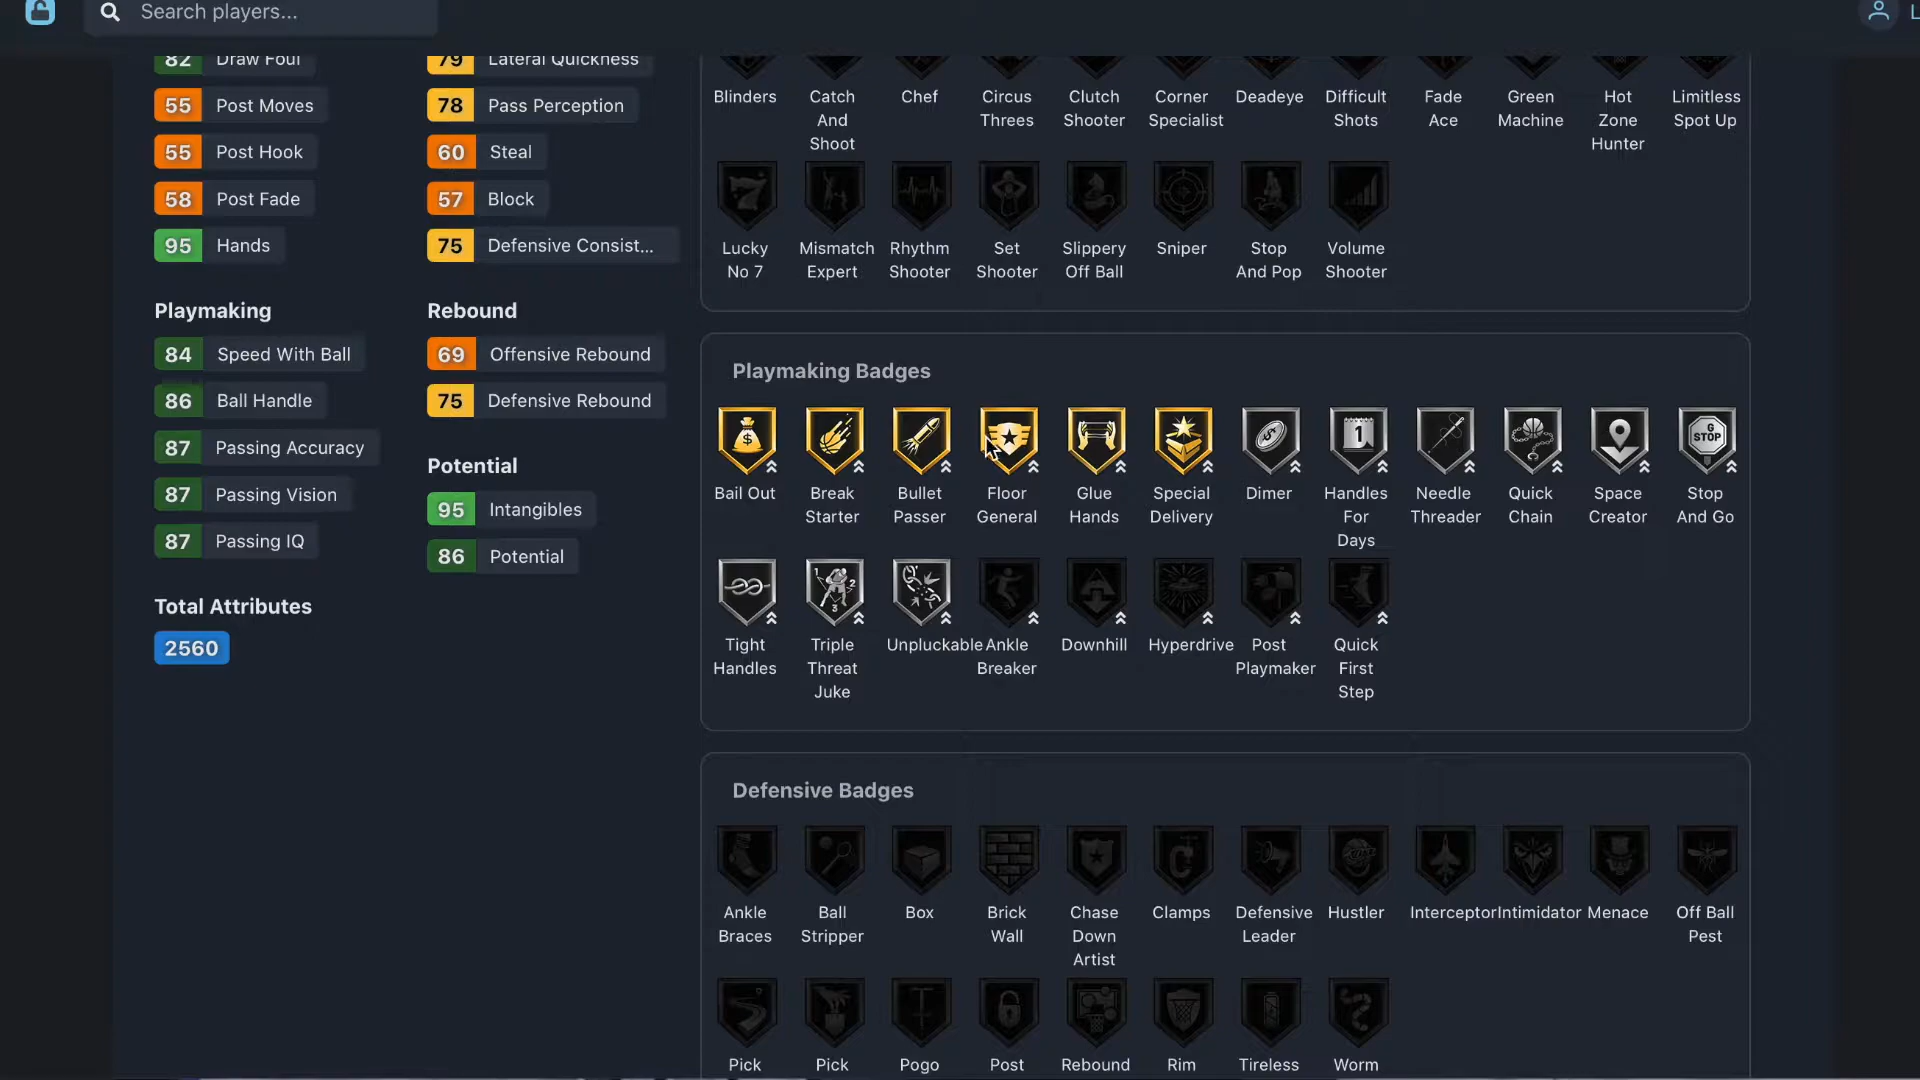 Search players...
L
82 Draw Foul
55 Post Moves
55 Post Hook
58 Post Fade
95 Hands
Playmaking
84 Speed With Ball
86 Ball Handle
87 Passing Accuracy
87 Passing Vision
87 Passing IQ
Total Attributes
2560
79 Lateral Quickness
78 Pass Perception
60 Steal
57 Block
75 Defensive Consist...
Rebound
69 Offensive Rebound
75 Defensive Rebound
Potential
95 Intangibles
86 Potential
Blinders
Catch
And
Shoot
Chef
Circus
Threes
Clutch
Shooter
Corner
Specialist
Deadeye
Difficult
Shots
Fade
Ace
Green
Machine
Hot
Zone
Hunter
Limitless
Spot Up
Lucky
No 7
Mismatch
Expert
Rhythm
Shooter
Set
Shooter
Slippery
Off Ball
Sniper
Stop
And Pop
Volume
Shooter
Playmaking Badges
$
1
G
STOP
Bail Out
Break
Starter
Bullet
Passer
Floor
General
Glue
Hands
Special
Delivery
Dimer
Handles
For
Days
Needle
Threader
Quick
Chain
Space
Creator
Stop
And Go
1
2
3
Tight
Handles
Triple
Threat
Juke
Unpluckable
Ankle
Breaker
Downhill
Hyperdrive
Post
Playmaker
Quick
First
Step
Defensive Badges
C
Ankle
Braces
Ball
Stripper
Box
Brick
Wall
Chase
Down
Artist
Clamps
Defensive
Leader
Hustler
Interceptor
Intimidator
Menace
Off Ball
Pest
Pick
Pick
Pogo
Post
Rebound
Rim
Tireless
Worm